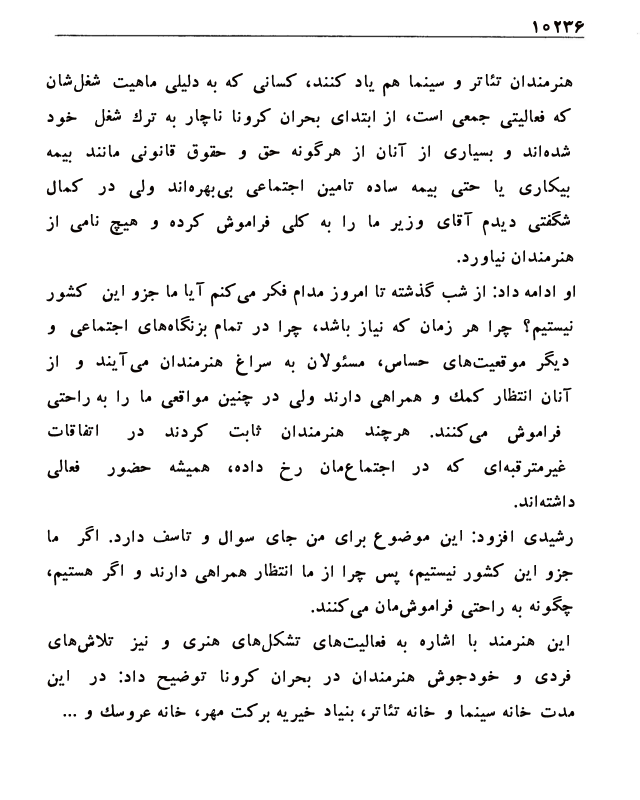 ۱۰۲۳۶
هنرمندان تئاتر و سینما هم یاد کنند، کسانی که به دلیلی ماهیت شغل‌شان
که فعالیتی جمعی است، از ابتدای بحران کرونا ناچار به ترك شغل خود
شده‌اند و بسیاری از آنان از هرگونه حق و حقوق قانونی مانند بیمه
بیکاری یا حتی بیمه ساده تامین اجتماعی بی‌بهره‌اند ولی در کمال
شگفتی دیدم آقای وزیر ما را به کلی فراموش کرده و هیچ نامی از
هنرمندان نیاورد.
او ادامه داد: از شب گذشته تا امروز مدام فکر می‌کنم آیا ما جزو این کشور
نیستیم؟ چرا هر زمان که نیاز باشد، چرا در تمام بزنگاه‌های اجتماعی و
دیگر موقعیت‌های حساس، مسئولان به سراغ هنرمندان می‌آیند و از
آنان انتظار کمك و همراهی دارند ولی در چنین مواقعی ما را به راحتی
فراموش می‌کنند. هرچند هنرمندان ثابت کردند در اتفاقات
غیرمترقبه‌ای که در اجتماع‌مان رخ داده، همیشه حضور فعالی
داشته‌اند.
رشیدی افزود: این موضوع برای من جای سوال و تاسف دارد. اگر ما
جزو این کشور نیستیم، پس چرا از ما انتظار همراهی دارند و اگر هستیم،
چگونه به راحتی فراموش‌مان می‌کنند.
این هنرمند با اشاره به فعالیت‌های تشکل‌های هنری و نیز تلاش‌های
فردی و خودجوش هنرمندان در بحران کرونا توضیح داد: در این
مدت خانه سینما و خانه تئاتر، بنیاد خیریه برکت مهر، خانه عروسك و ...